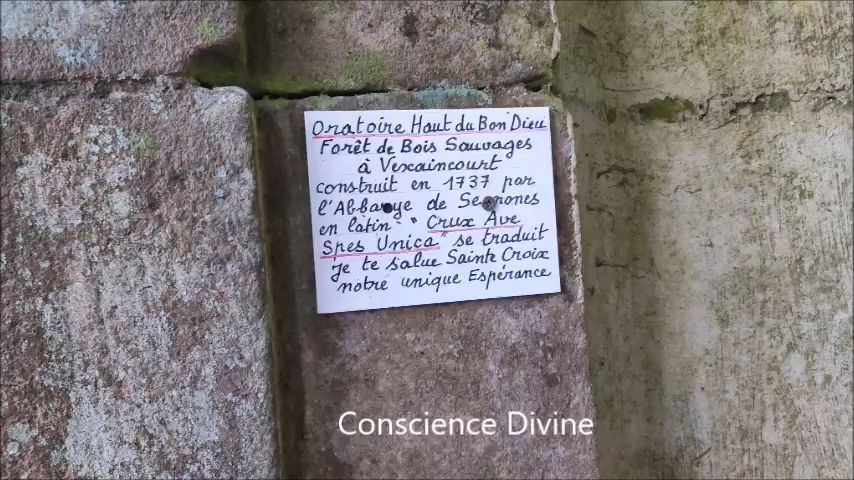 Oratoire Haut du Bon Dieu
Forêt de Bois Sauvages
à Vexaincourt
construit en 1737 par
l'Abbaye de Senones
en latin " Crux Ave
Spes Unica " se traduit
je te salue Sainte Croix
notre unique Espérance
Conscience Divine